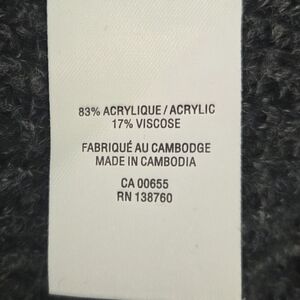 83% ACRYLIQUE / ACRYLIC
17% VISCOSE
FABRIQUÉ AU CAMBODGE
MADE IN CAMBODIA
CA 00655
RN 138760